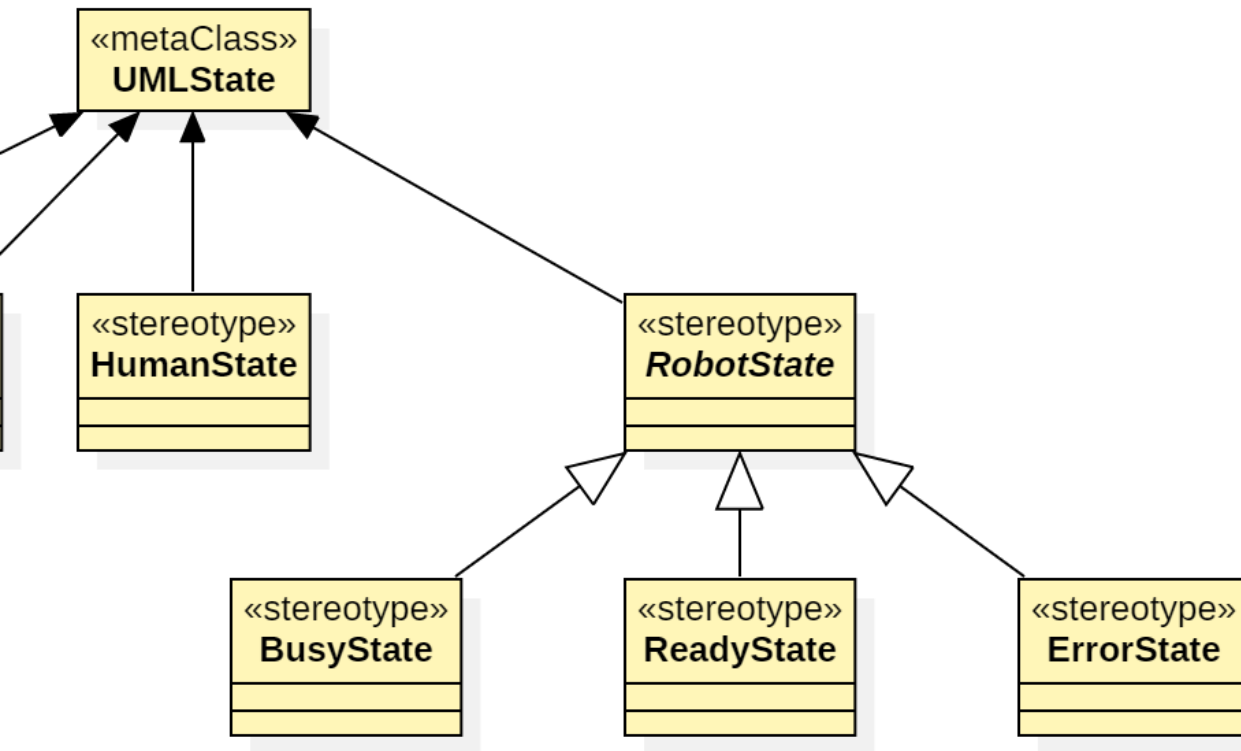 «metaClass»
UMLState
«stereotype»
HumanState
«stereotype»
RobotState
«stereotype»
BusyState
«stereotype»
ReadyState
«stereotype»
ErrorState